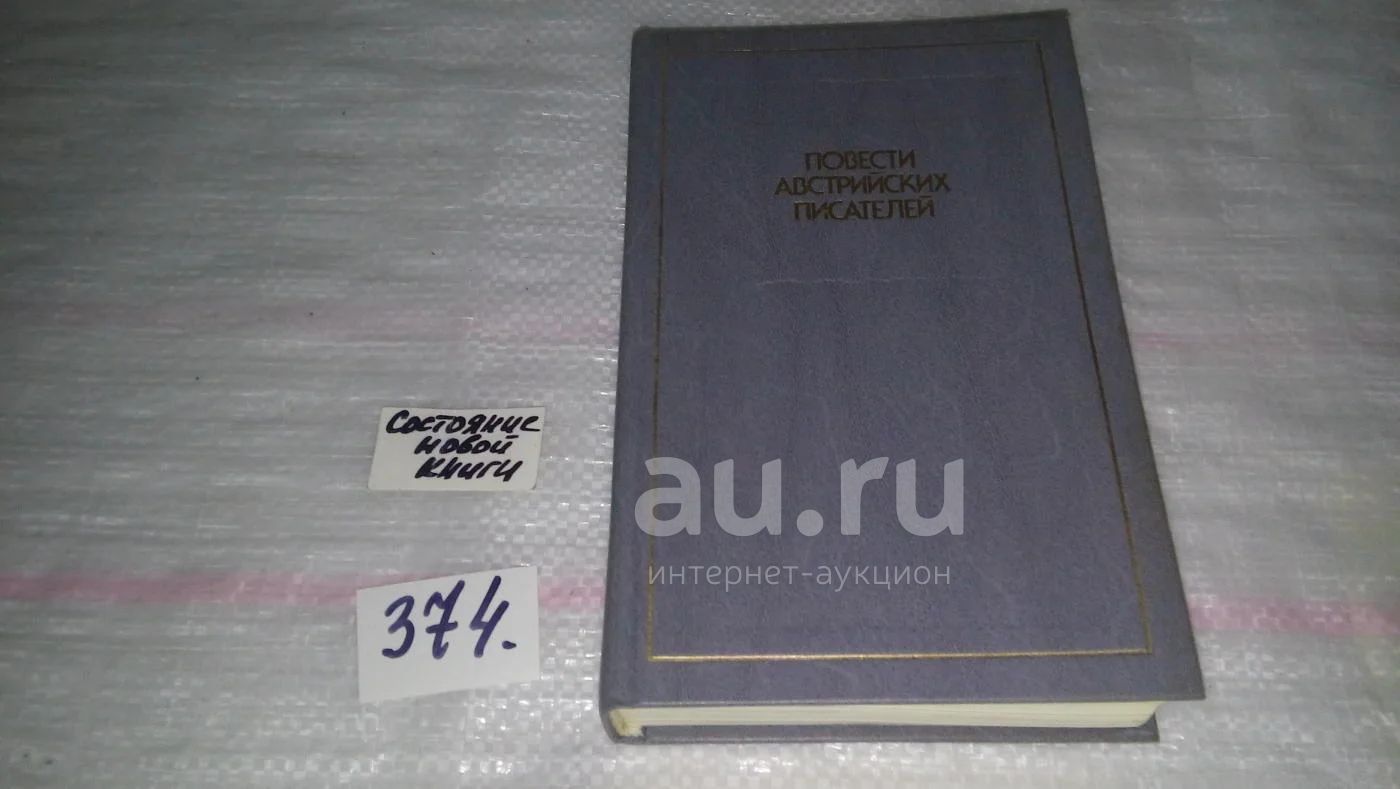 ПОВЕСТИ
АВСТРИЙСКИХ
ПИСАТЕЛЕЙ
Состояние
новой
книги
au.ru
интернет-аукцион
374.